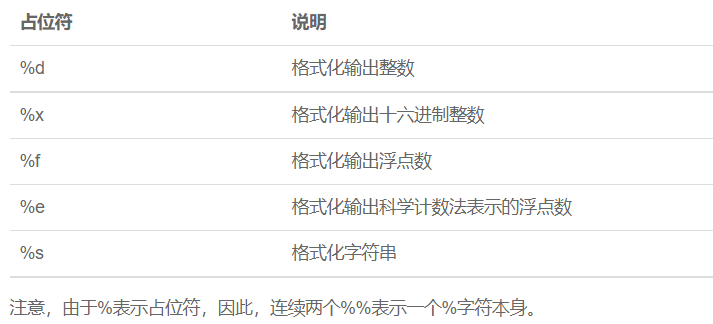 占位符 说明
%d 格式化输出整数
%x 格式化输出十六进制整数
%f 格式化输出浮点数
%e 格式化输出科学计数法表示的浮点数
%s 格式化字符串
注意，由于%表示占位符，因此，连续两个%%表示一个%字符本身。